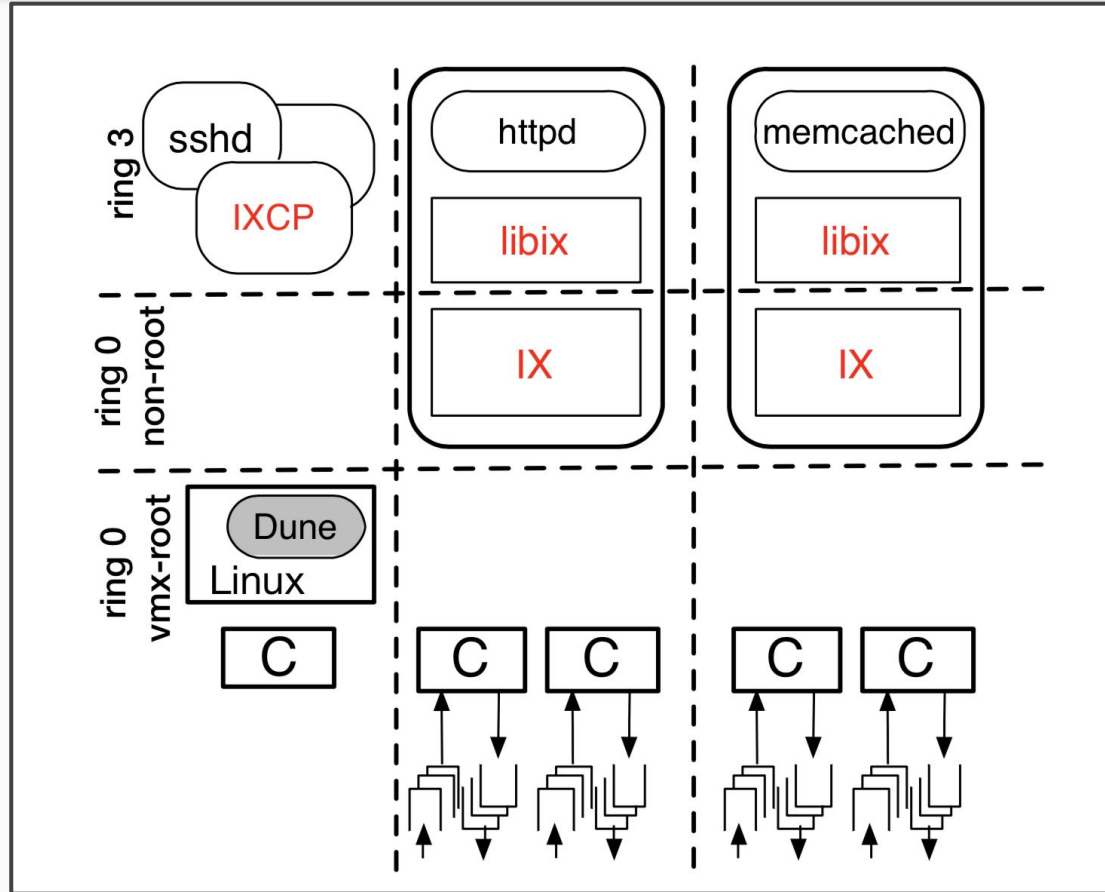 ring 3
sshd
IXCP
httpd
libix
memcached
libix
ring 0
non-root
IX
IX
ring 0
vmx-root
Dune
Linux
C
C
C
C
C